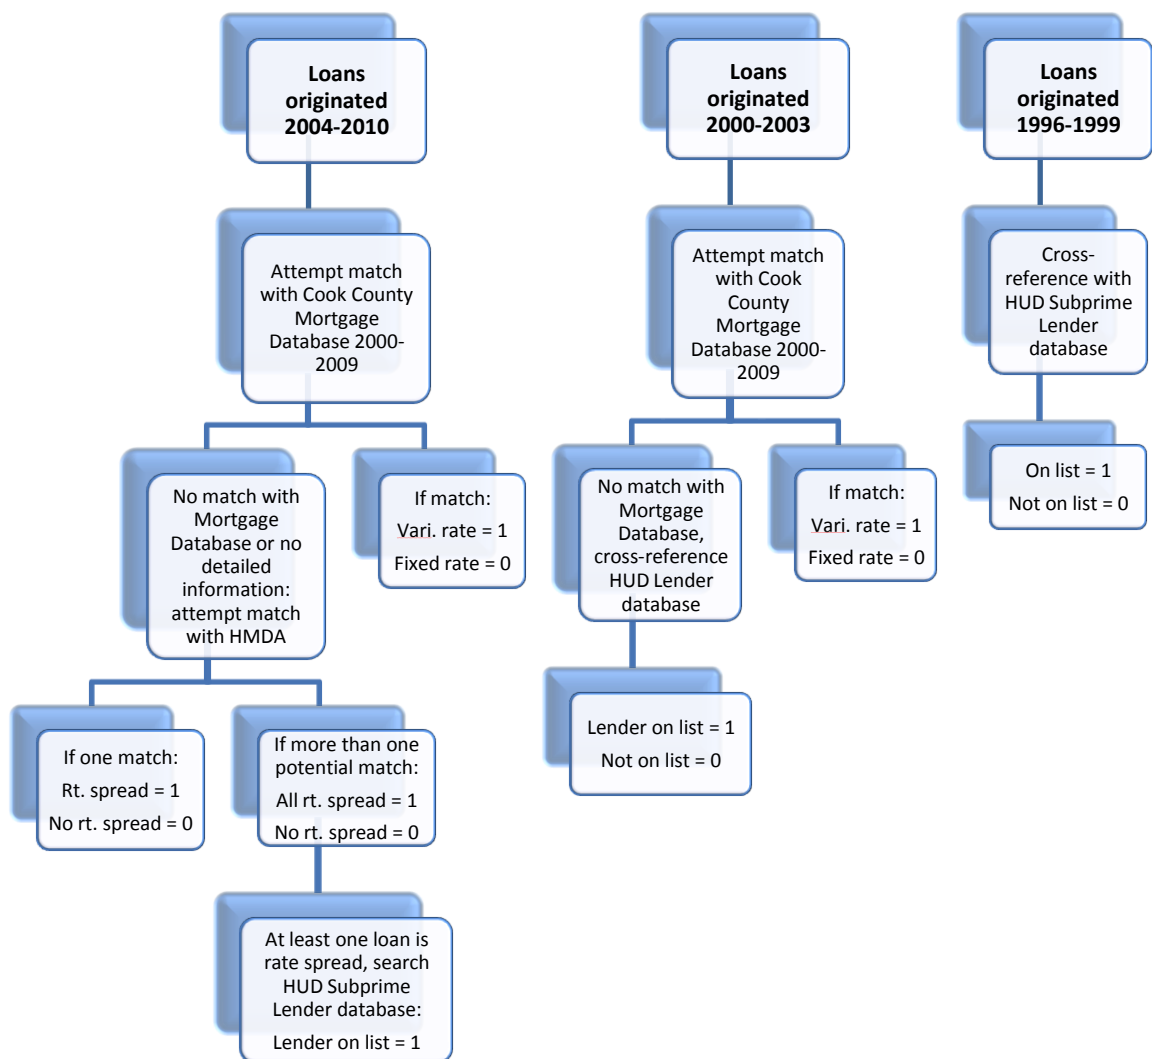 Loans
originated
2004-2010
Attempt match
with Cook County
Mortgage
Database 2000-
2009
No match with
Mortgage
Database or no
detailed
information:
attempt match
with HMDA
If match:
Vari. rate = 1
Fixed rate = 0
If one match:
Rt. spread = 1
No rt. spread = 0
If more than one
potential match:
All rt. spread = 1
No rt. spread = 0
At least one loan is
rate spread, search
HUD Subprime
Lender database:
Lender on list = 1
Loans
originated
2000-2003
Attempt match
with Cook
County
Mortgage
Database 2000-
2009
No match with
Mortgage
Database,
cross-reference
HUD Lender
database
If match:
Vari. rate = 1
Fixed rate = 0
Lender on list = 1
Not on list = 0
Loans
originated
1996-1999
Cross-
reference with
HUD Subprime
Lender
database
On list = 1
Not on list = 0